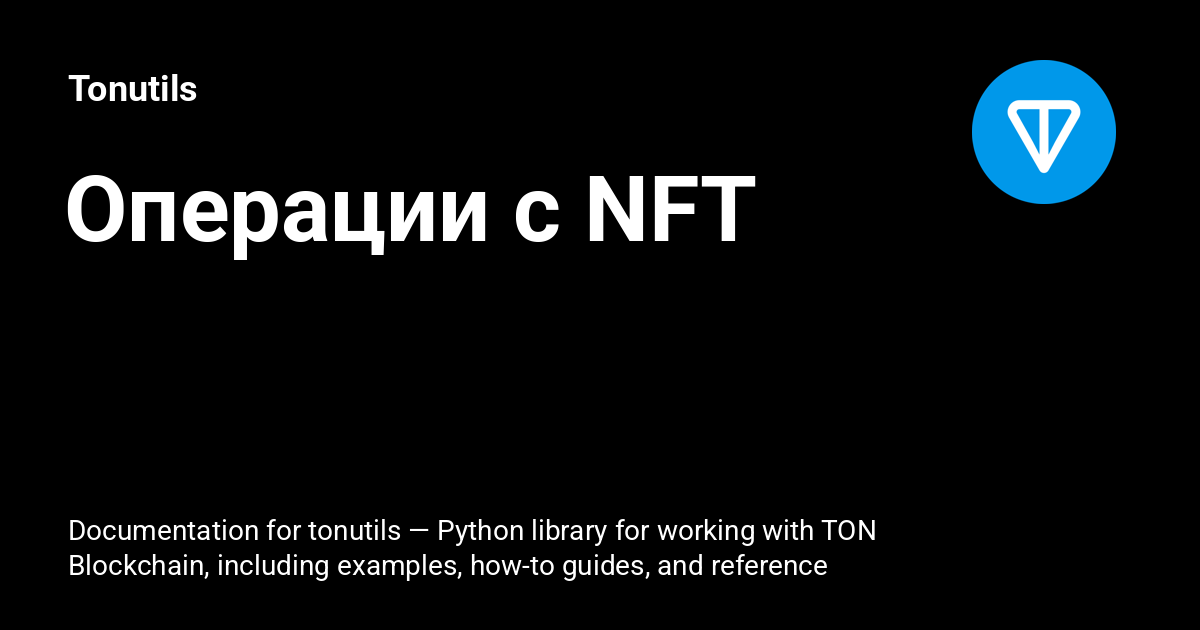 Tonutils
Операции с NFT
Documentation for tonutils — Python library for working with TON
Blockchain, including examples, how-to guides, and reference